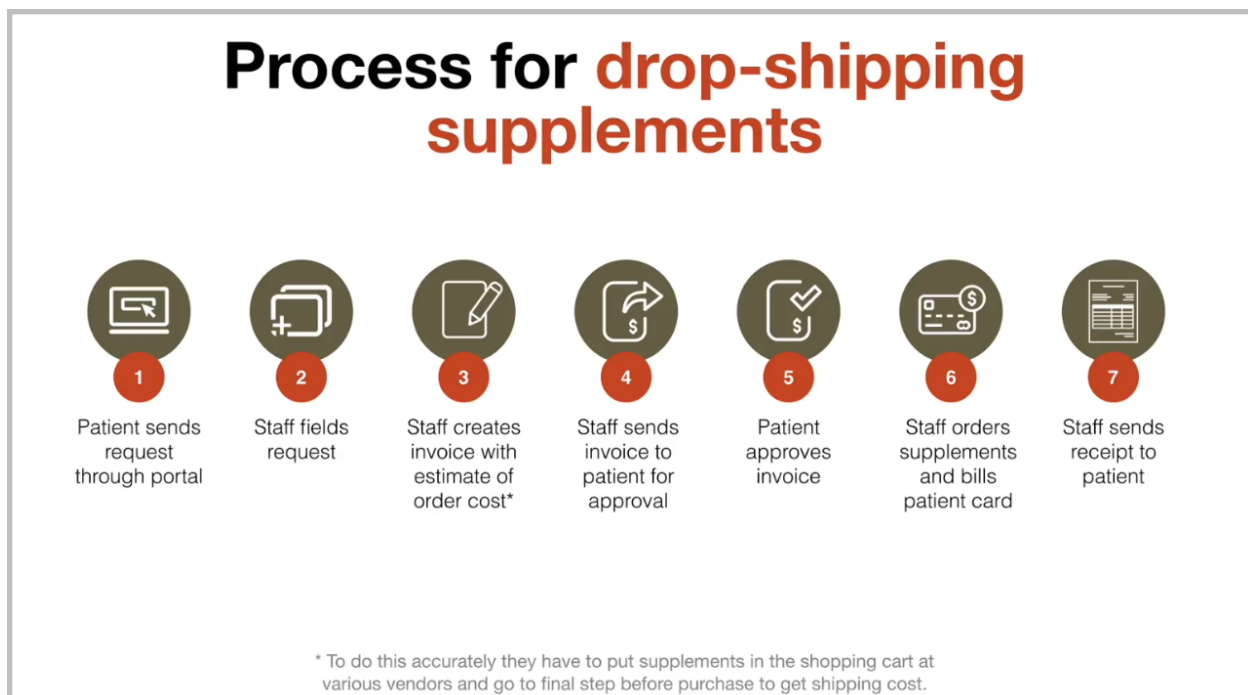 Process for drop-shipping
supplements
1
Patient sends
request
through portal
2
Staff fields
request
3
Staff creates
invoice with
estimate of
order cost*
4
Staff sends
invoice to
patient for
approval
5
Patient
approves
invoice
6
Staff orders
supplements
and bills
patient card
7
Staff sends
receipt to
patient
* To do this accurately they have to put supplements in the shopping cart at
various vendors and go to final step before purchase to get shipping cost.